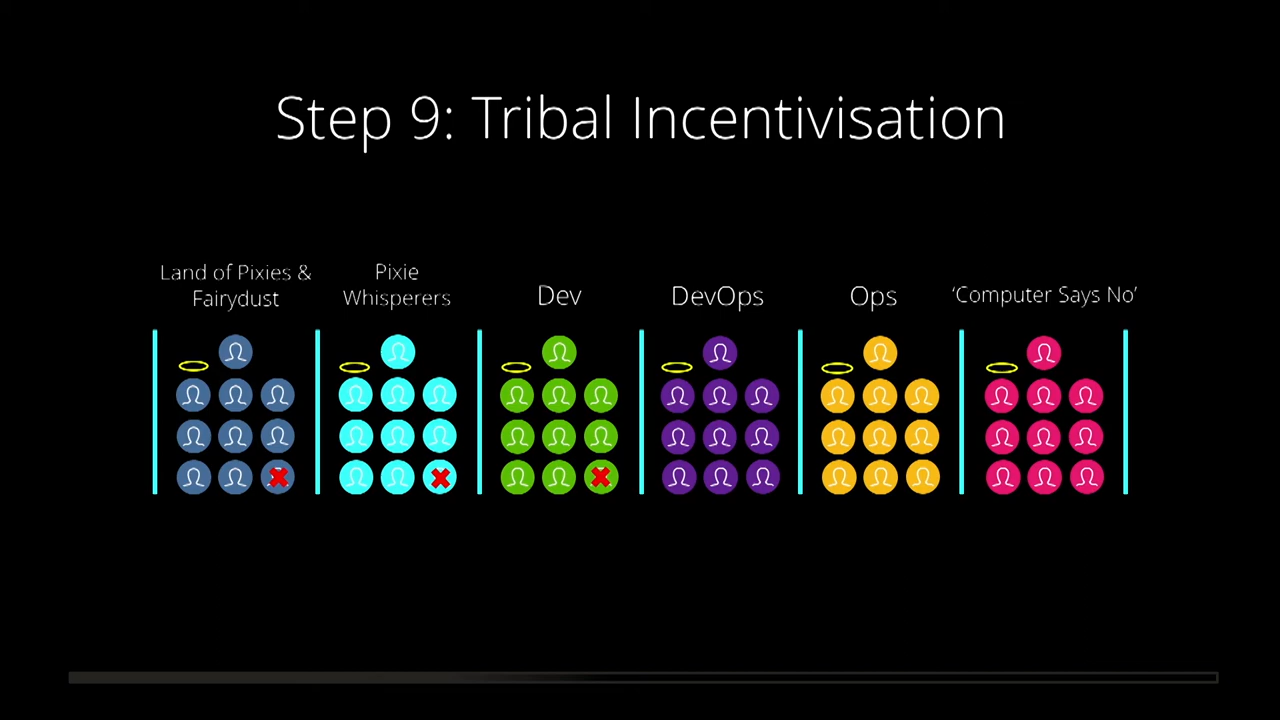 Step 9: Tribal Incentivisation
Land of Pixies &
Fairydust
Pixie
Whisperers
Dev
DevOps
Ops
‘Computer Says No’